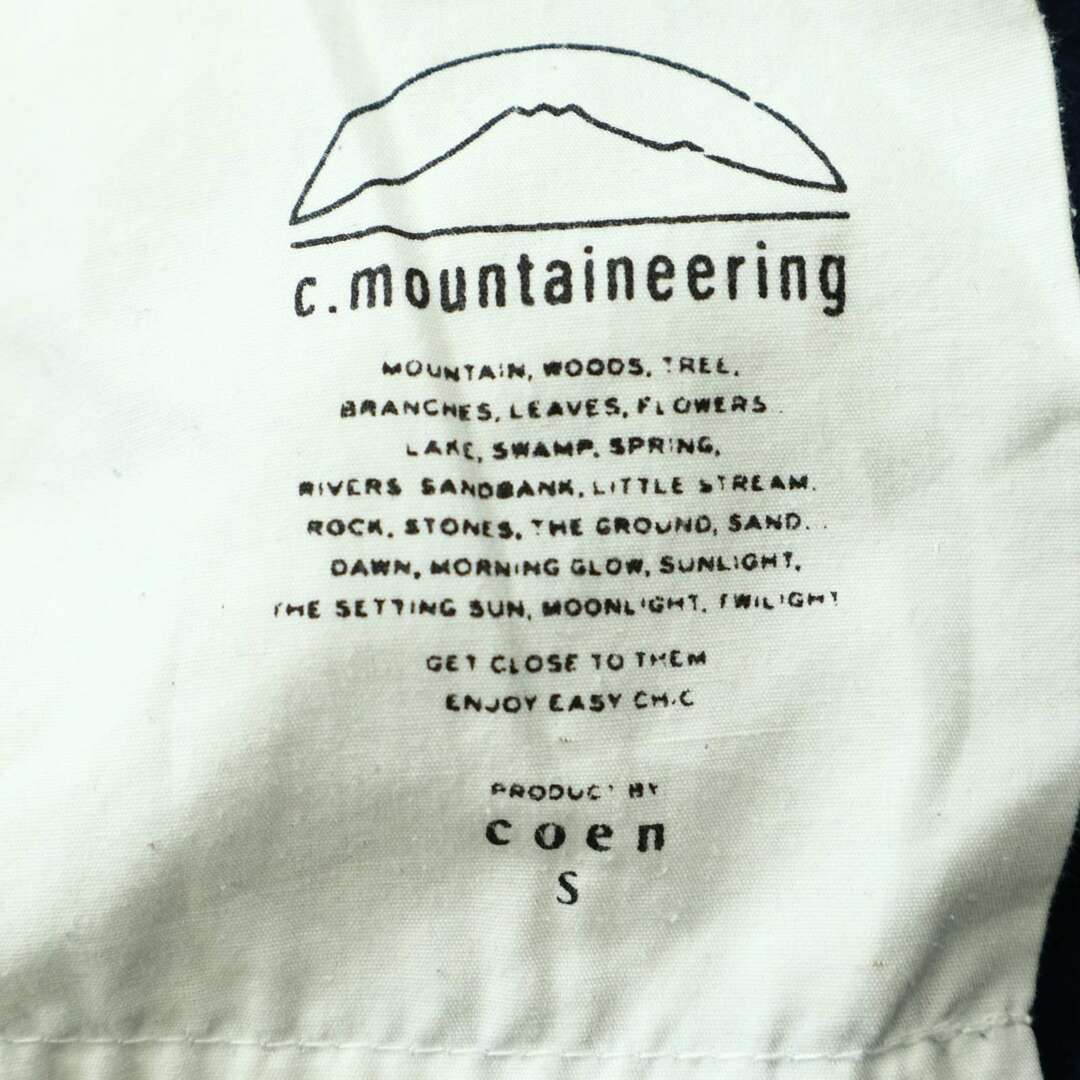 c.mountaineering
MOUNTAIN, WOODS, TREE,
BRANCHES, LEAVES, FLOWERS.
LAKE, SWAMP, SPRING,
RIVERS SANDBANK, LITTLE STREAM.
ROCK, STONES, THE GROUND, SAND.
DAWN, MORNING GLOW, SUNLIGHT,
THE SETTING SUN, MOONLIGHT, TWILIGHT
GET CLOSE TO THEM
ENJOY EASY CHIC
PRODUCT BY
coen
S